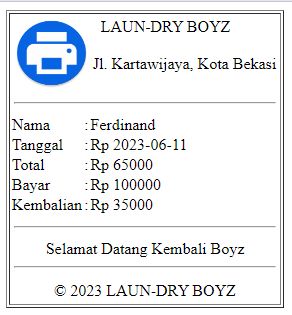 LAUN-DRY BOYZ
Jl. Kartawijaya, Kota Bekasi
Nama : Ferdinand
Tanggal : Rp 2023-06-11
Total : Rp 65000
Bayar : Rp 100000
Kembalian : Rp 35000
Selamat Datang Kembali Boyz
© 2023 LAUN-DRY BOYZ